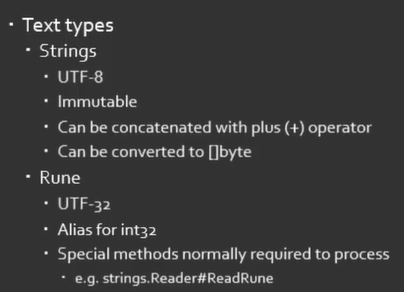 • Text types
• Strings
• UTF-8
• Immutable
• Can be concatenated with plus (+) operator
• Can be converted to []byte
• Rune
• UTF-32
• Alias for int32
• Special methods normally required to process
• e.g. strings.Reader#ReadRune